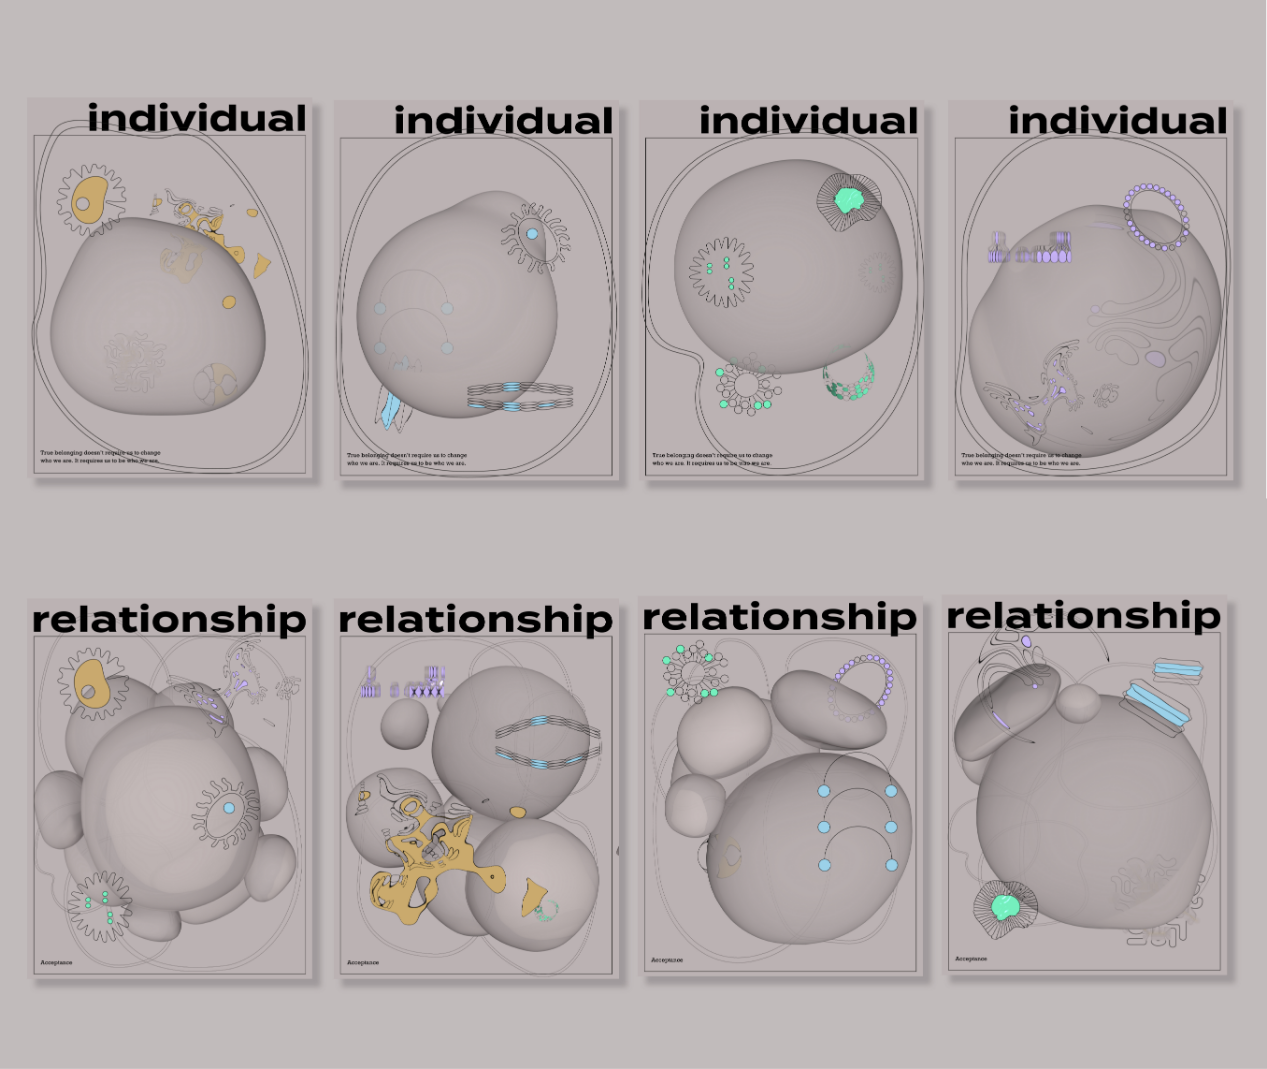 individual
True belonging doesn't require us to change
who we are. It requires us to be who we are.
individual
True belonging doesn't require us to change
who we are. It requires us to be who we are.
individual
True belonging doesn't require us to change
who we are. It requires us to be who we are.
individual
True belonging doesn't require us to change
who we are. It requires us to be who we are.
relationship
Acceptance
relationship
Acceptance
relationship
Acceptance
relationship
Acceptance